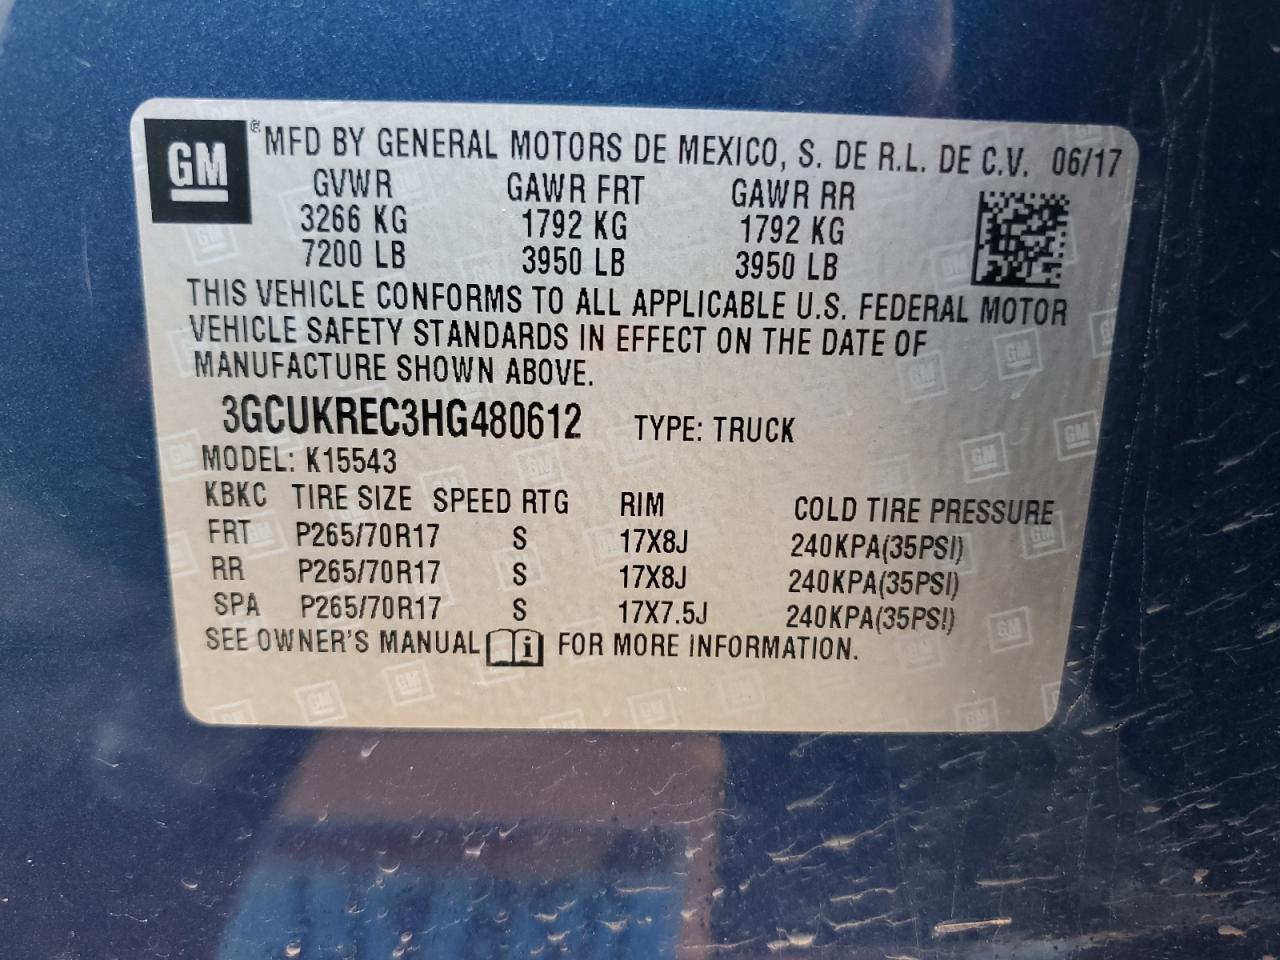 GM ® MFD BY GENERAL MOTORS DE MEXICO, S. DE R.L. DE C.V. 06/17
GVWR GAWR FRT GAWR RR
3266 KG 1792 KG 1792 KG
7200 LB 3950 LB 3950 LB
THIS VEHICLE CONFORMS TO ALL APPLICABLE U.S. FEDERAL MOTOR
VEHICLE SAFETY STANDARDS IN EFFECT ON THE DATE OF
MANUFACTURE SHOWN ABOVE.
3GCUKREC3HG480612 TYPE: TRUCK
MODEL: K15543
KBKC TIRE SIZE SPEED RTG RIM COLD TIRE PRESSURE
FRT P265/70R17 S 17X8J 240KPA(35PSI)
RR P265/70R17 S 17X8J 240KPA(35PSI)
SPA P265/70R17 S 17X7.5J 240KPA(35PSI)
SEE OWNER'S MANUAL i FOR MORE INFORMATION.